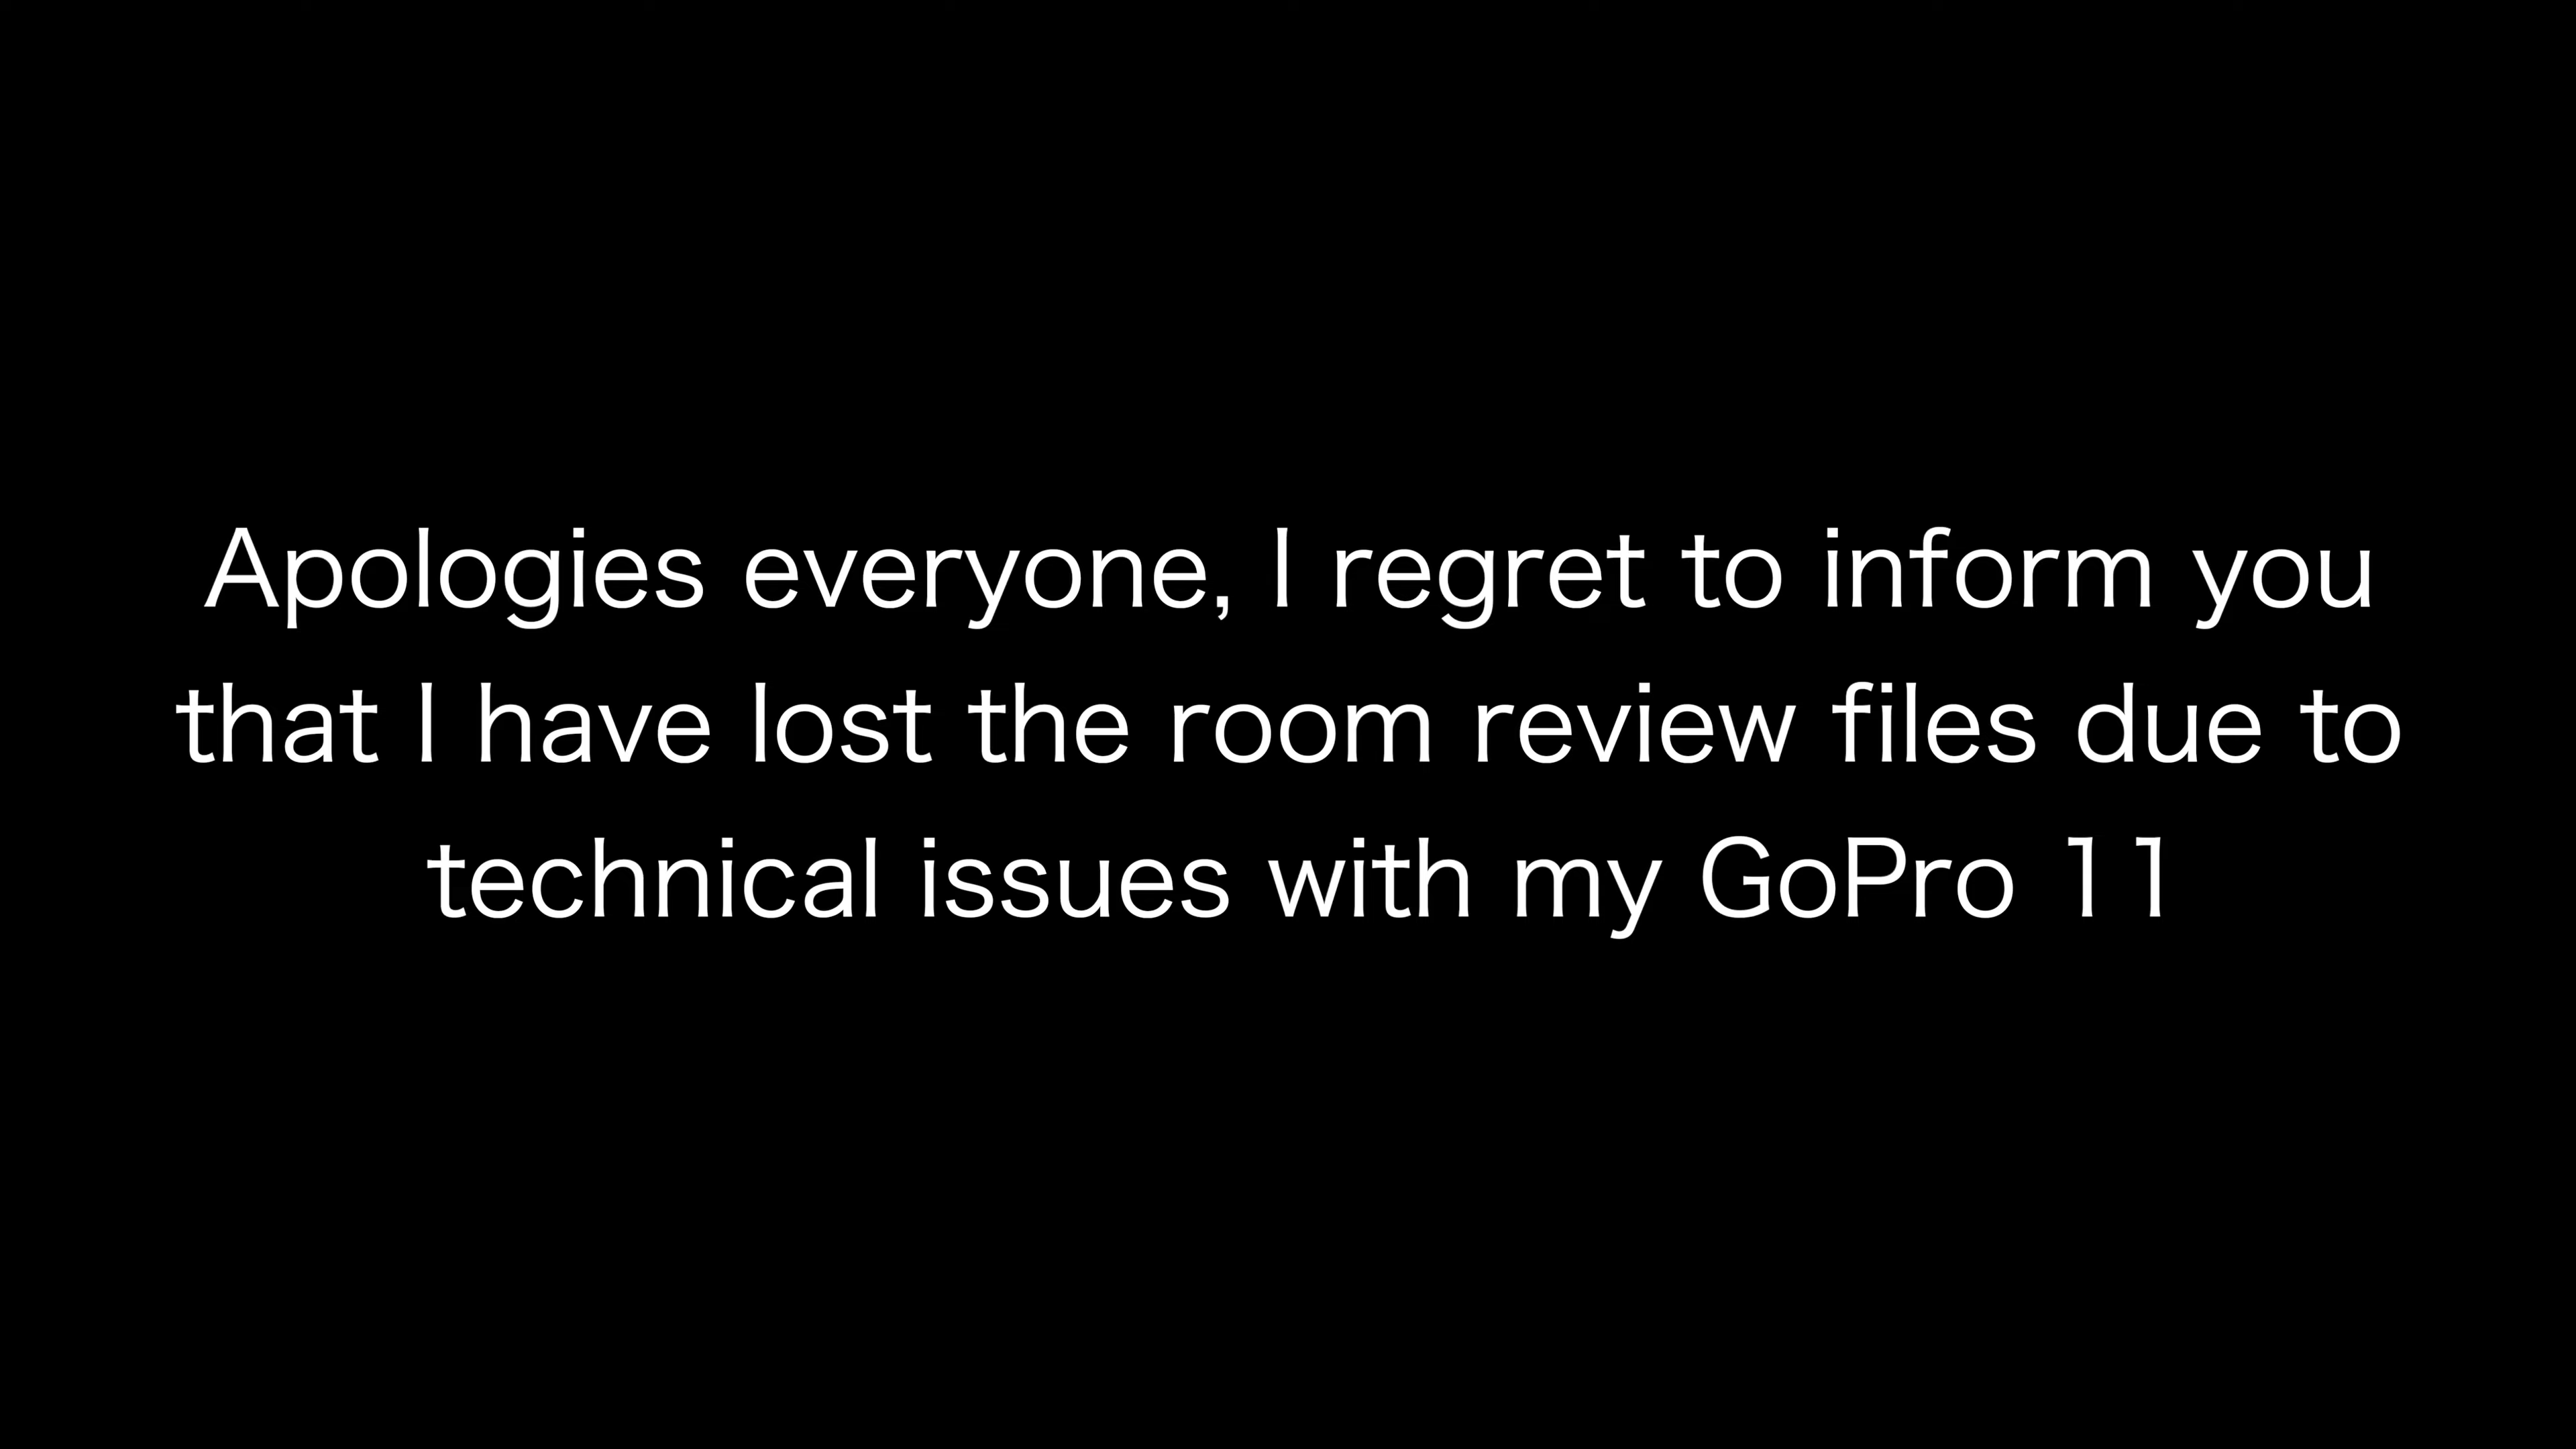 Apologies everyone, I regret to inform you
that I have lost the room review files due to
technical issues with my GoPro 11